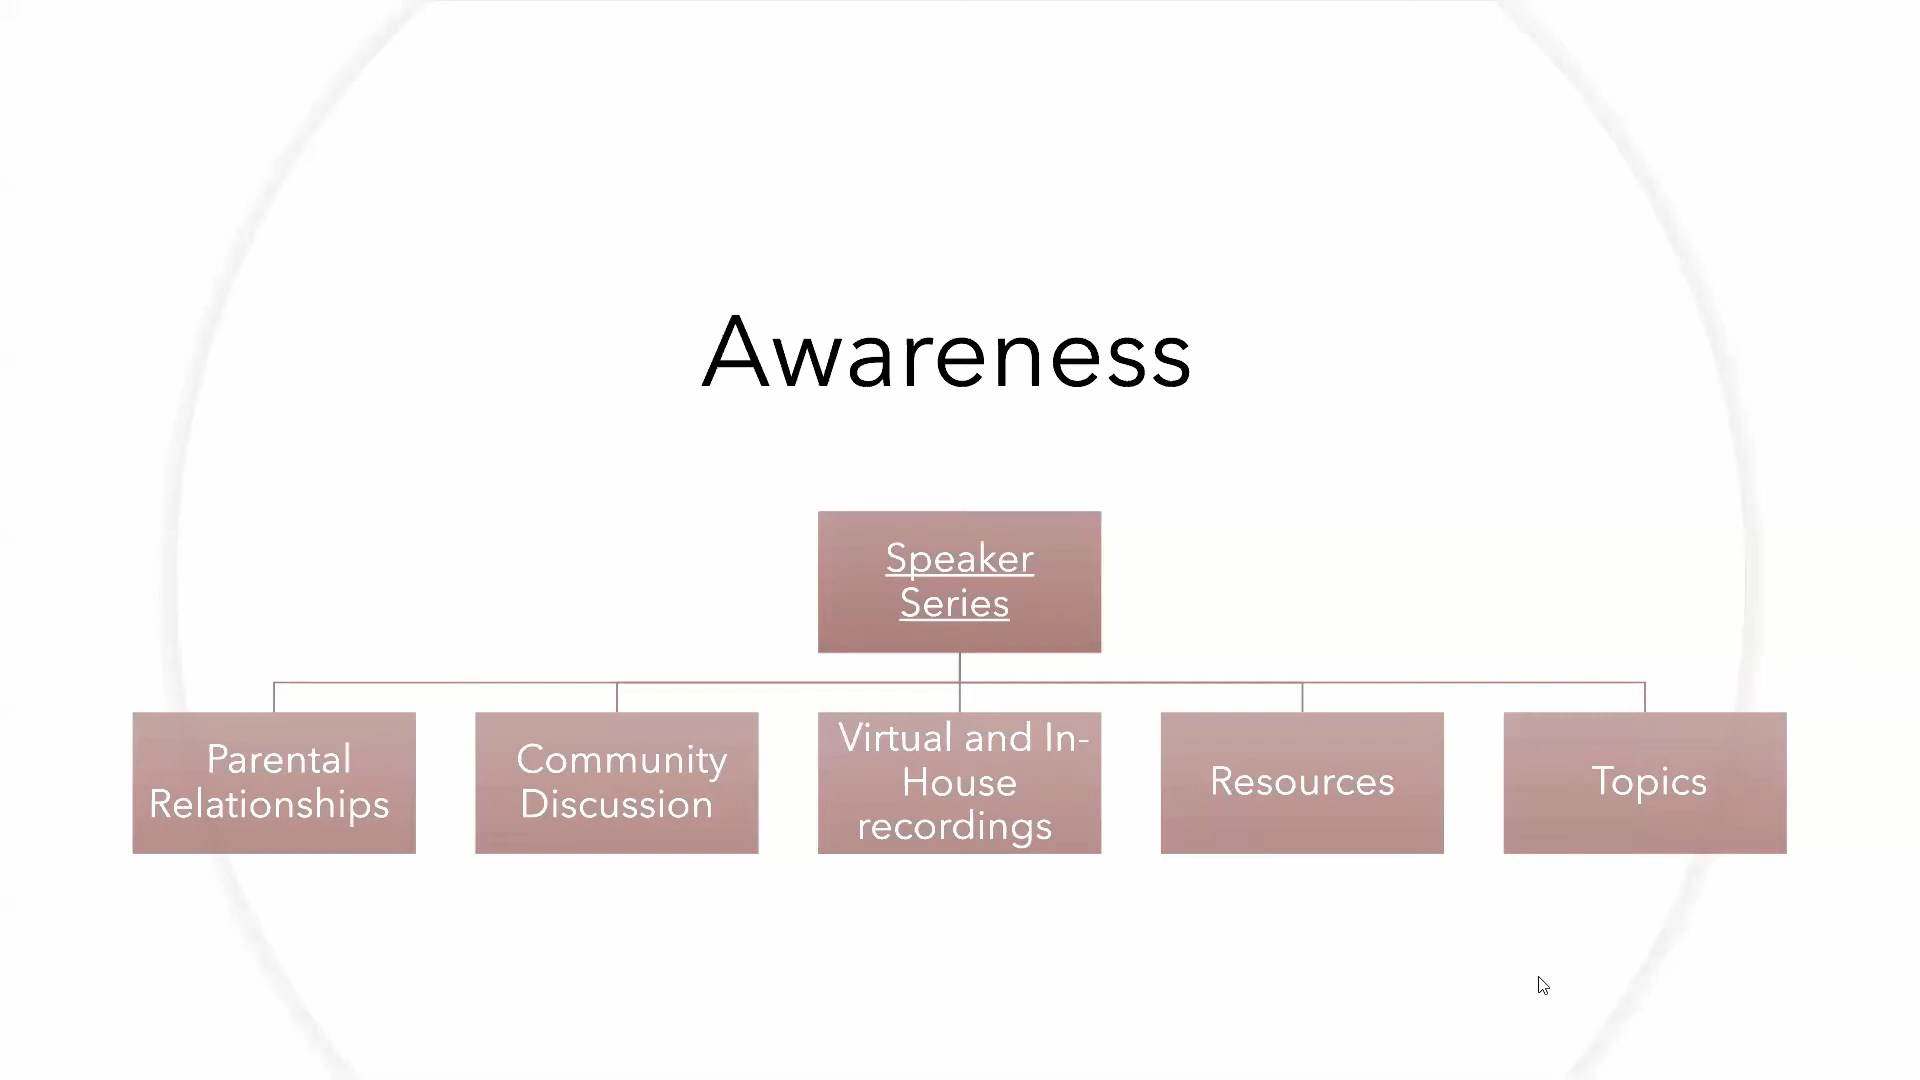 Awareness
Speaker
Series
Parental
Relationships
Community
Discussion
Virtual and In-
House
recordings
Resources
Topics